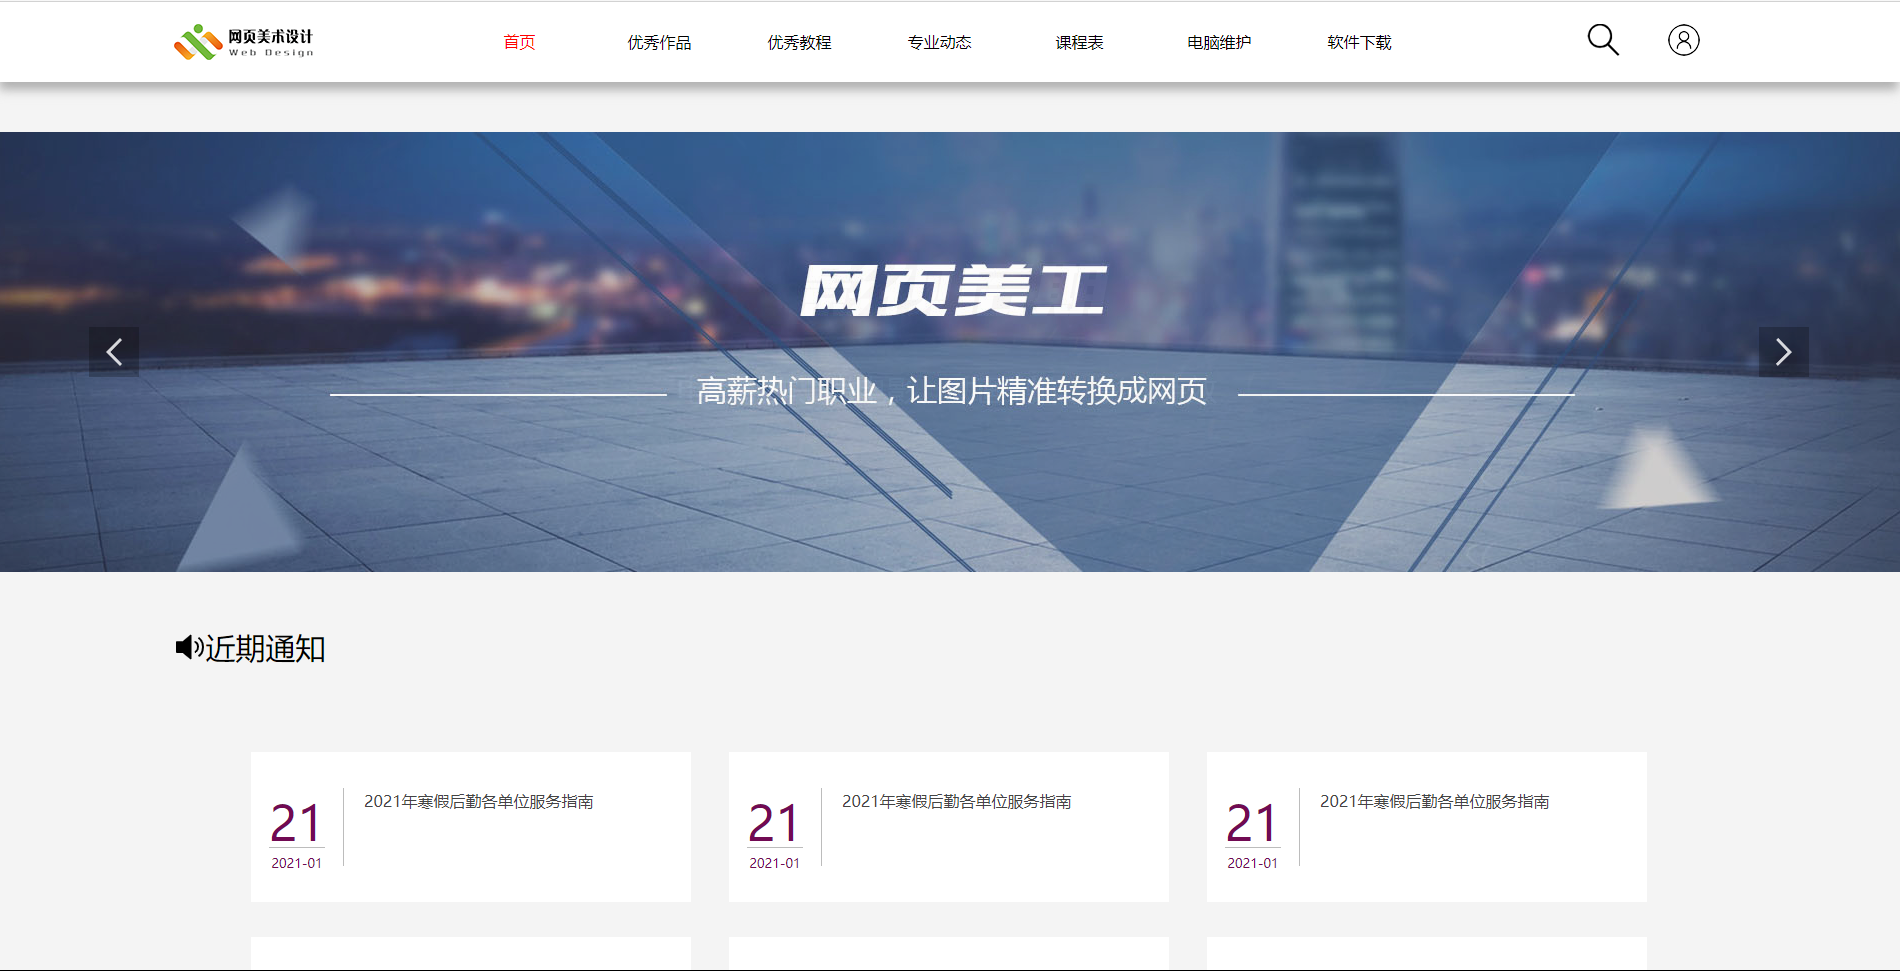 网页美术设计
Web Design
首页 优秀作品 优秀教程 专业动态 课程表 电脑维护 软件下载
网页美工
高薪热门职业，让图片精准转换成网页
近期通知
21
2021-01
2021年寒假后勤各单位服务指南
21
2021-01
2021年寒假后勤各单位服务指南
21
2021-01
2021年寒假后勤各单位服务指南